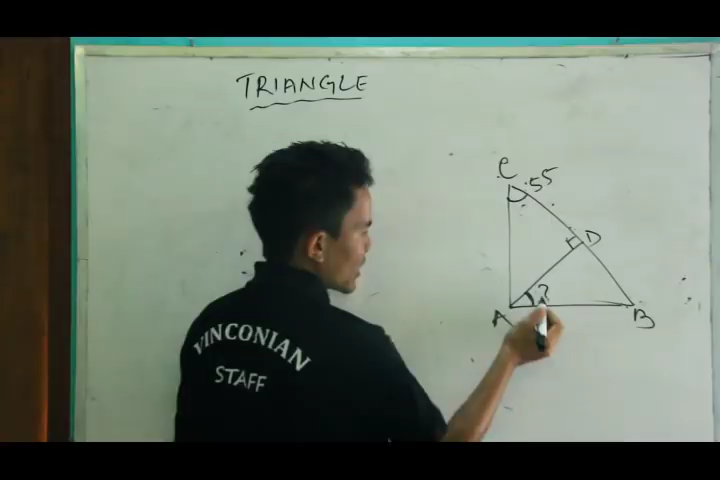 TRIANGLE
C 55
D
?
A
B
VINCONIAN
STAFF